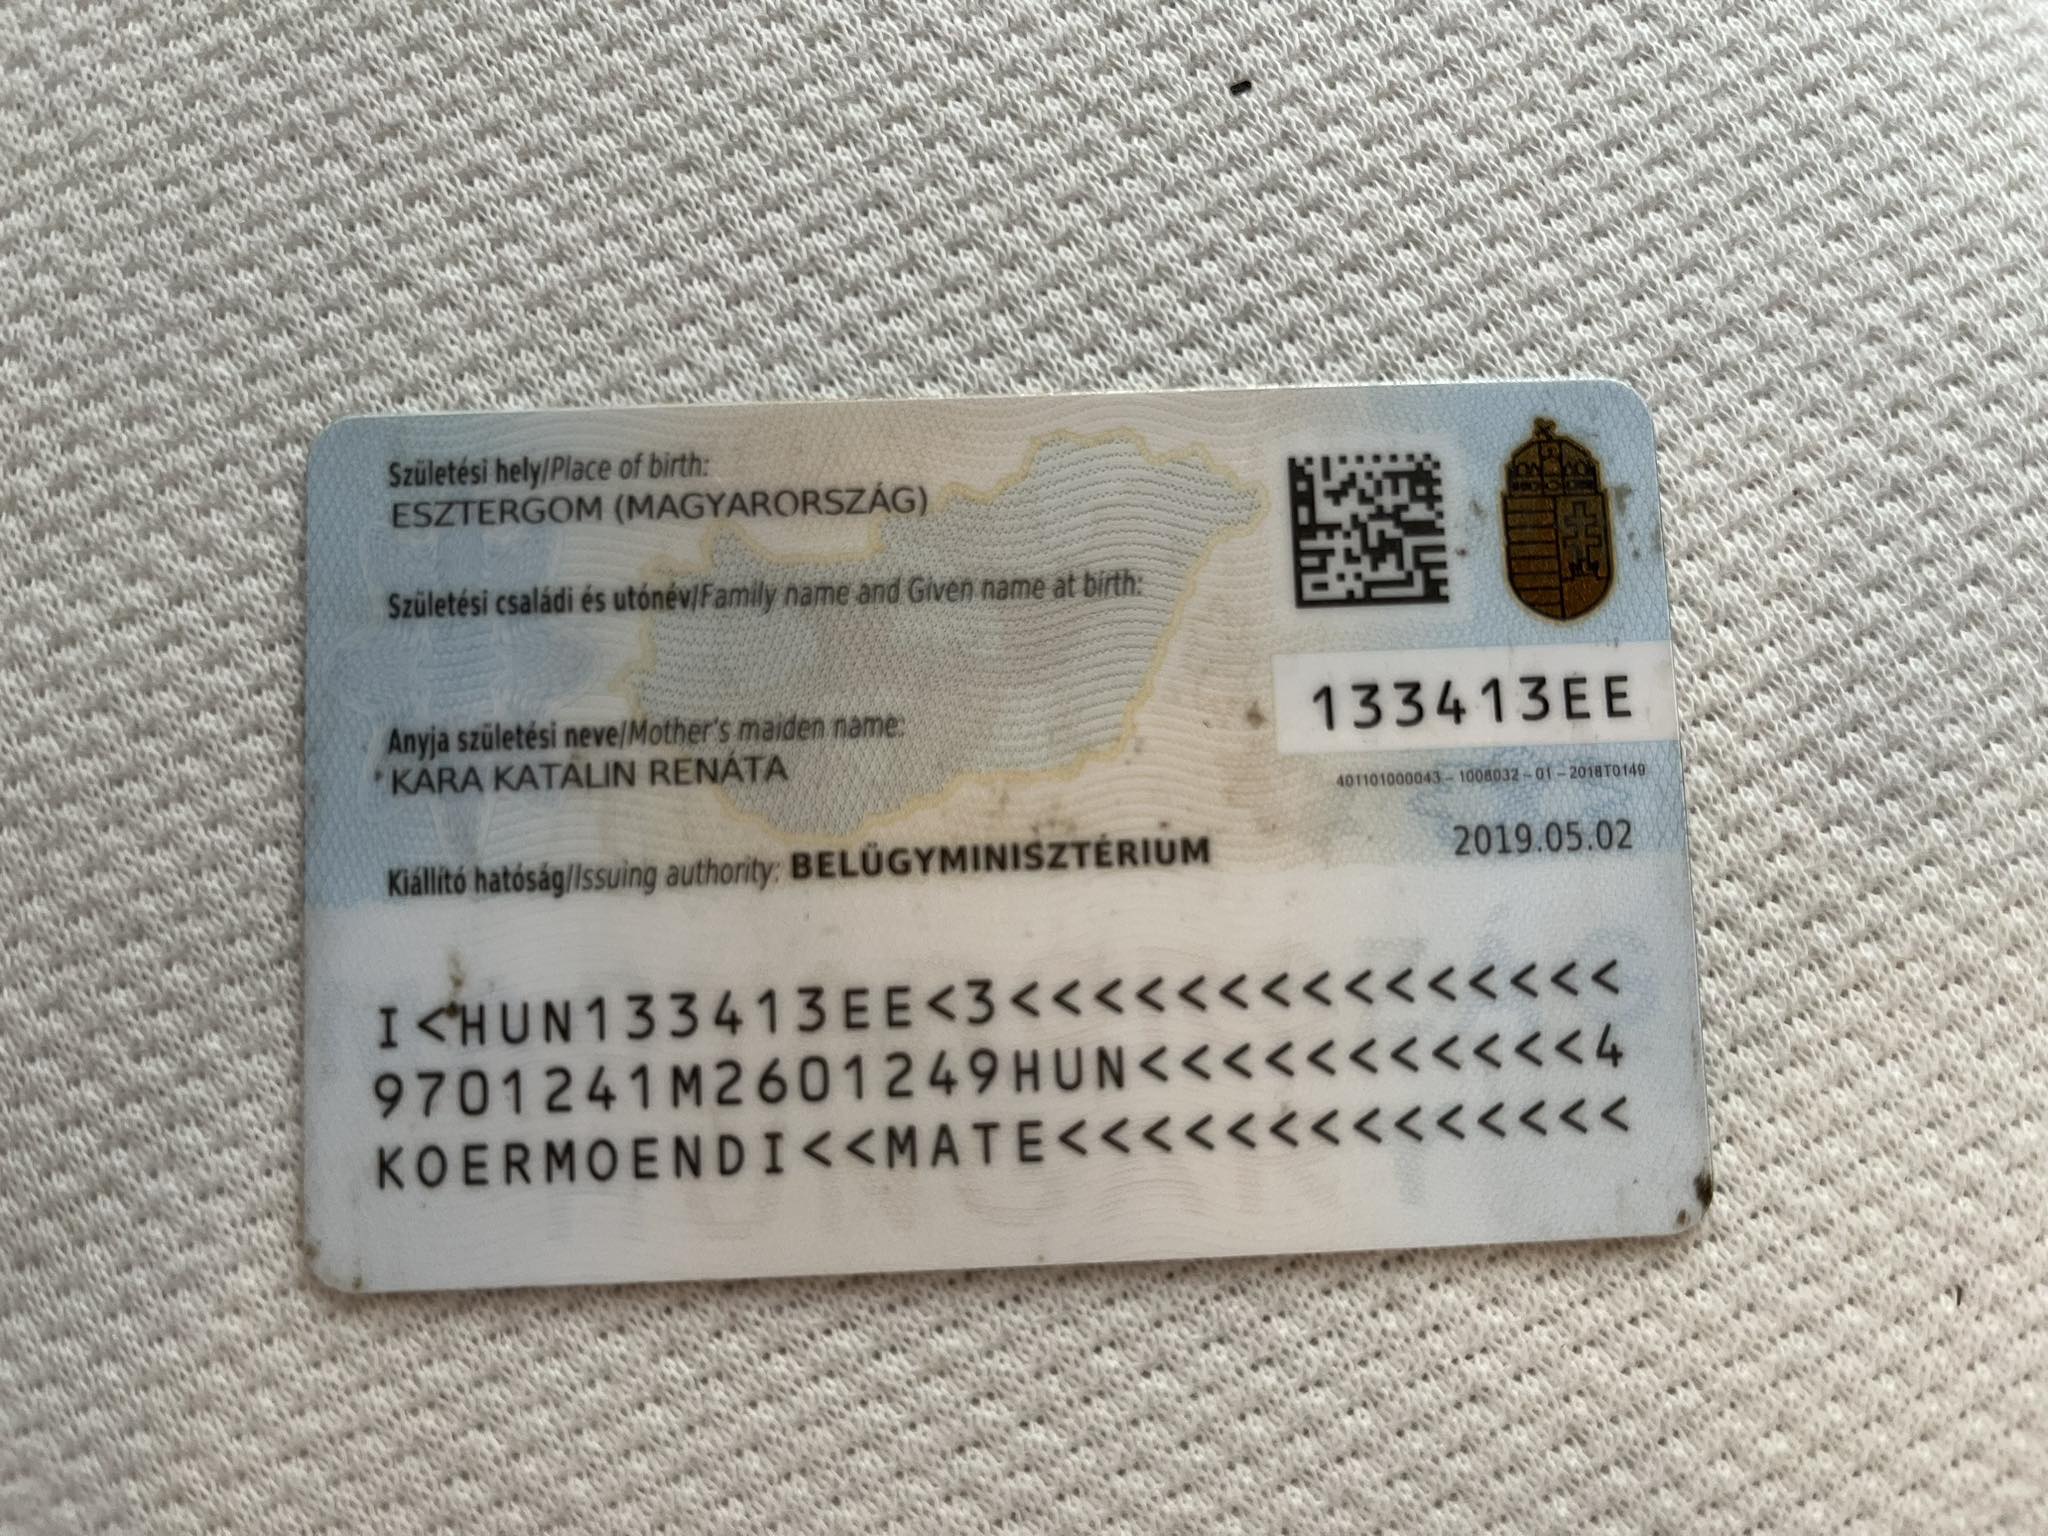 Születési hely/Place of birth:
ESZTERGOM (MAGYARORSZÁG)
Születési családi és utónév/Family name and Given name at birth:
Anyja születési neve/Mother's maiden name:
KARA KATALIN RENÁTA
Kiállító hatóság/Issuing authority: BELÜGYMINISZTÉRIUM
133413EE
401101000043 – 1008032 – 01 – 2018T0149
2019.05.02
I<HUN133413EE<3<<<<<<<<<<<<<<<
9701241M2601249HUN<<<<<<<<<<<4
KOERMOENDI<<MATE<<<<<<<<<<<<<<